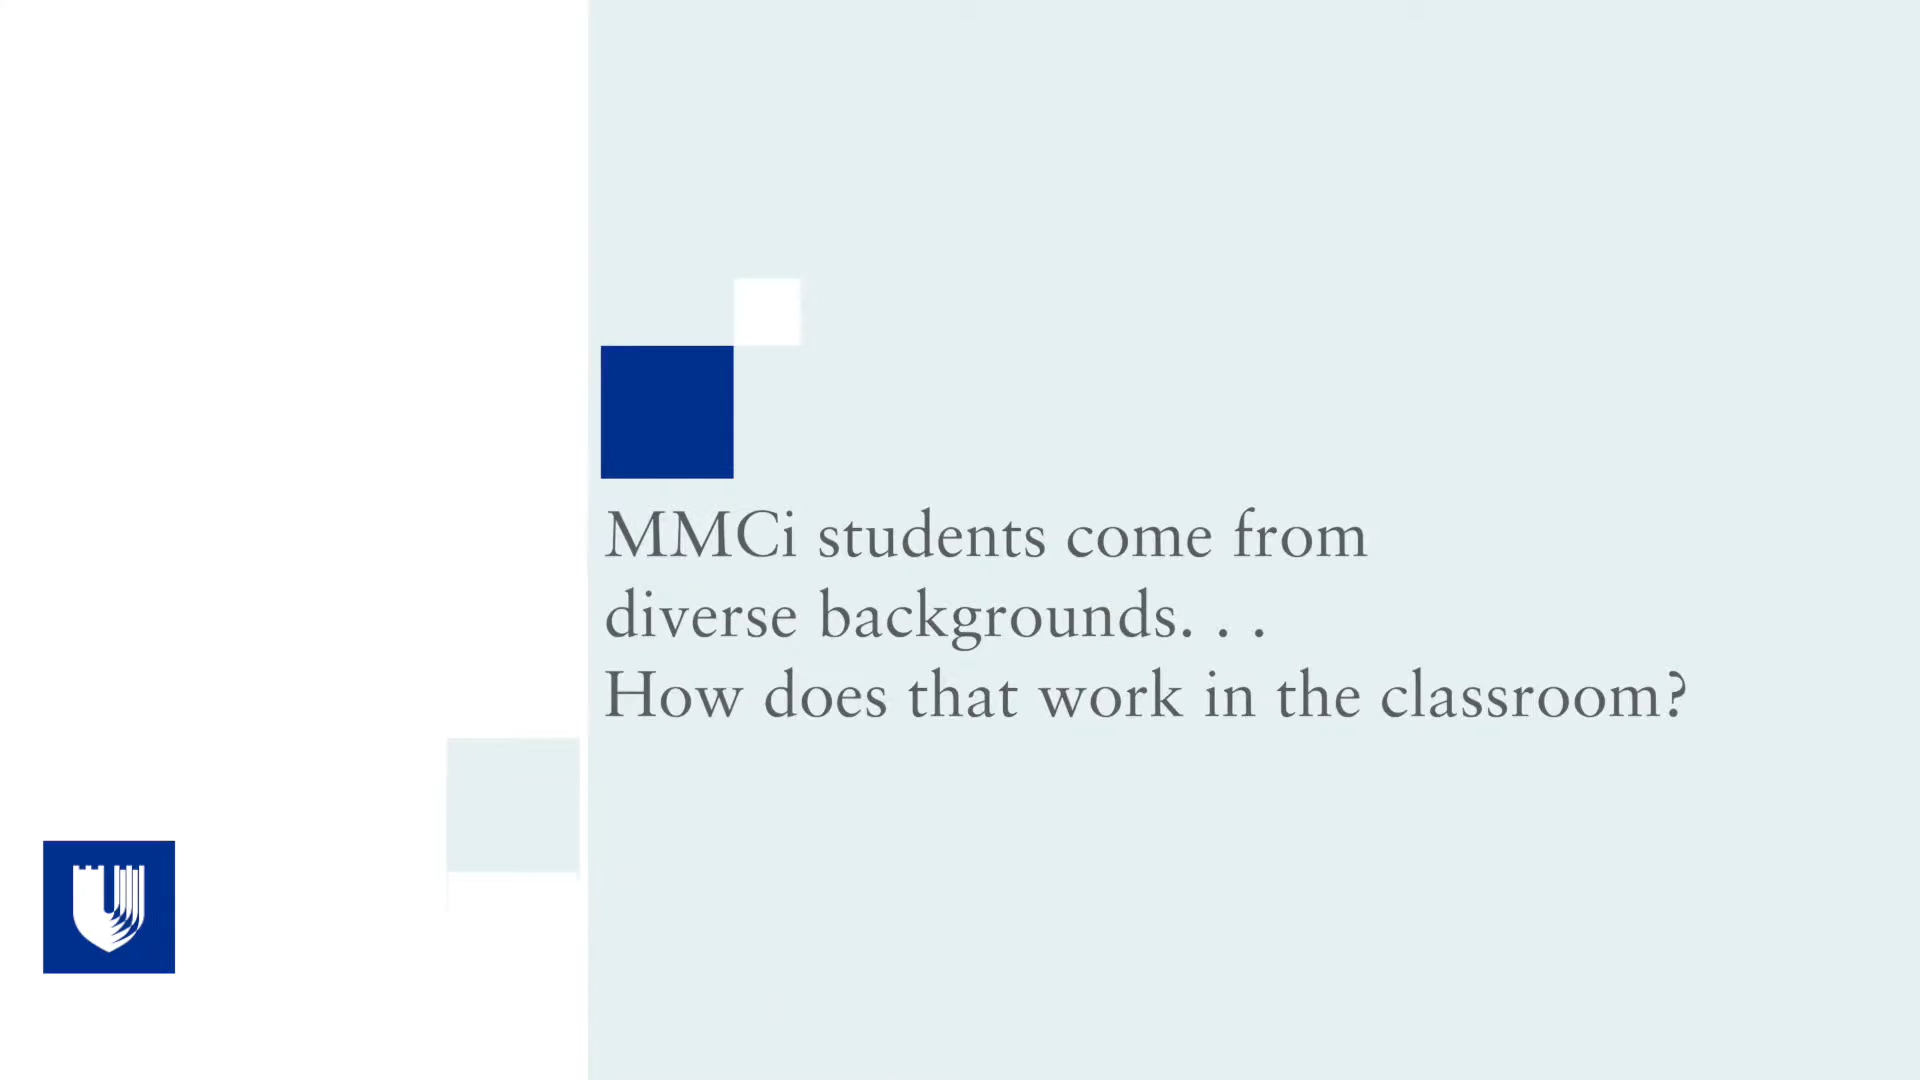 MMCi students come from
diverse backgrounds. . .
How does that work in the classroom?